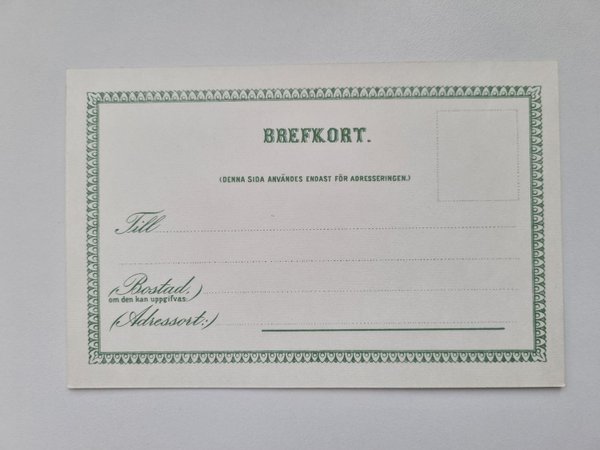 BREFKORT.
(DENNA SIDA ANVÄNDES ENDAST FÖR ADRESSERINGEN.)
Till
(Bostad,)
om den kan uppgifvas:
(Adressort:)